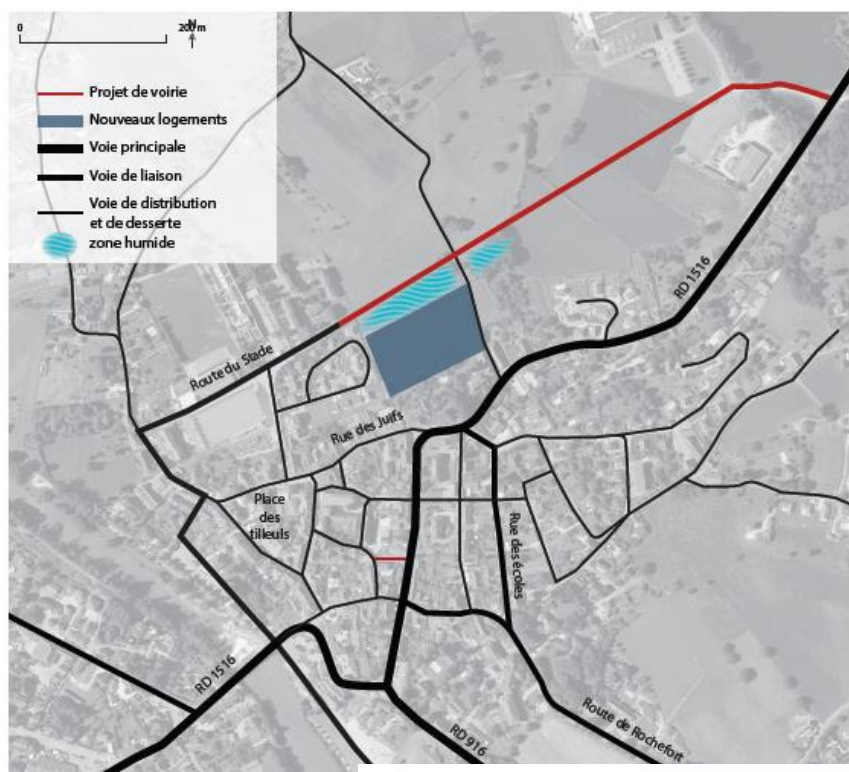 0 200 m
N
Projet de voirie
Nouveaux logements
Voie principale
Voie de liaison
Voie de distribution
et de desserte
zone humide
RD 1516
Route du Stade
Rue des Juifs
Place
des
tilleuls
Rue des écoles
RD 1516
RD 916
Route de Rochefort